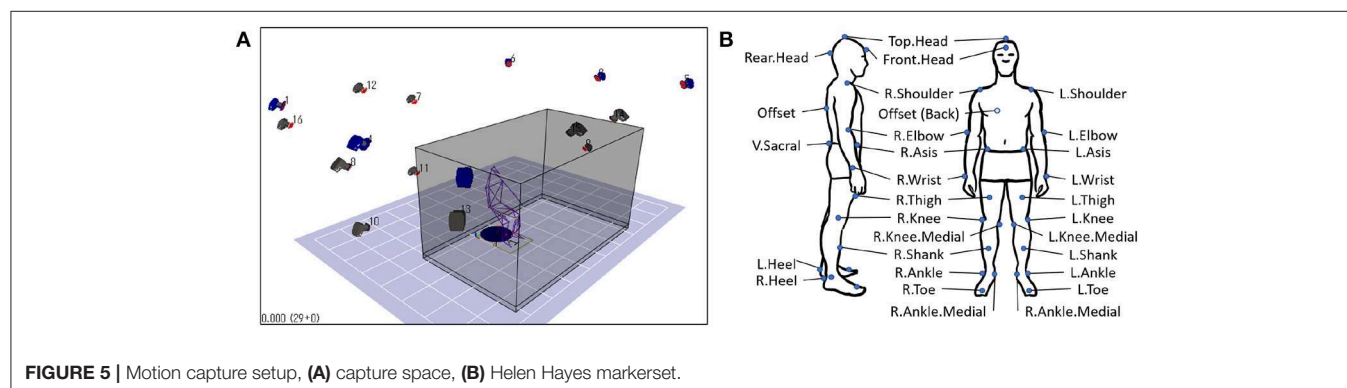 A
6
12
7
1
16
4
8
11
9
5
13
10
0.000 (29+0)
B
Top.Head
Rear.Head
Front.Head
R.Shoulder
L.Shoulder
Offset
Offset (Back)
R.Elbow
L.Elbow
V.Sacral
R.Asis
L.Asis
R.Wrist
L.Wrist
R.Thigh
L.Thigh
R.Knee
L.Knee
R.Knee.Medial
L.Knee.Medial
R.Shank
L.Shank
L.Heel
R.Ankle
L.Ankle
R.Heel
R.Toe
L.Toe
R.Ankle.Medial
R.Ankle.Medial
FIGURE 5 | Motion capture setup, (A) capture space, (B) Helen Hayes markerset.